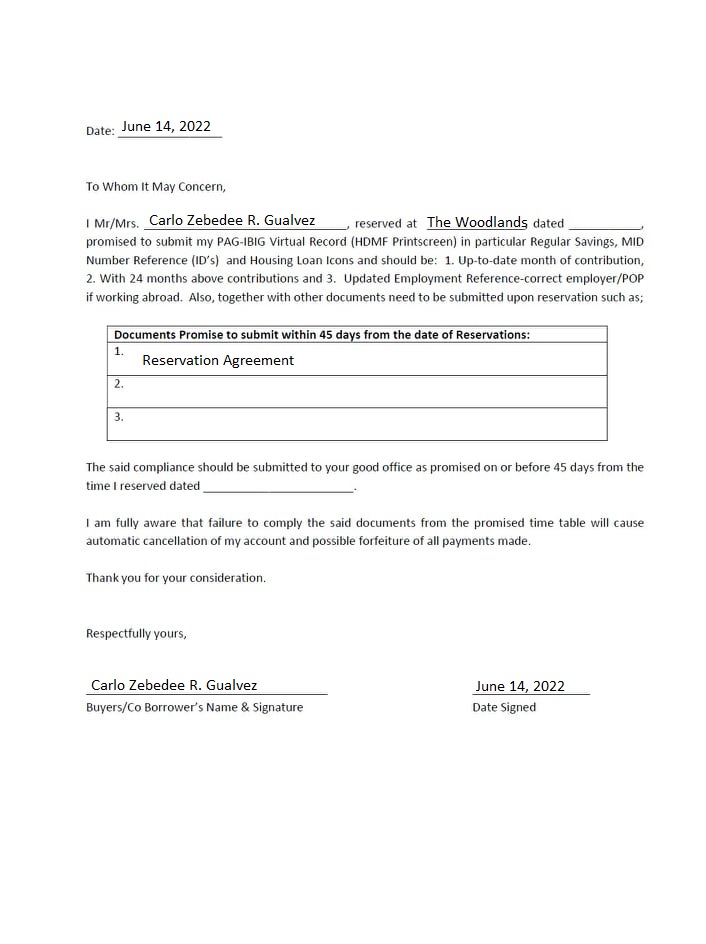 Date: June 14, 2022
To Whom It May Concern,
I Mr/Mrs. Carlo Zebedee R. Gualvez, reserved at The Woodlands dated __________,
promised to submit my PAG-IBIG Virtual Record (HDMF Printscreen) in particular Regular Savings, MID
Number Reference (ID's) and Housing Loan Icons and should be: 1. Up-to-date month of contribution,
2. With 24 months above contributions and 3. Updated Employment Reference-correct employer/POP
if working abroad. Also, together with other documents need to be submitted upon reservation such as;
Documents Promise to submit within 45 days from the date of Reservations:
1. Reservation Agreement
2.
3.
The said compliance should be submitted to your good office as promised on or before 45 days from the
time I reserved dated ______________________.
I am fully aware that failure to comply the said documents from the promised time table will cause
automatic cancellation of my account and possible forfeiture of all payments made.
Thank you for your consideration.
Respectfully yours,
Carlo Zebedee R. Gualvez June 14, 2022
Buyers/Co Borrower's Name & Signature Date Signed